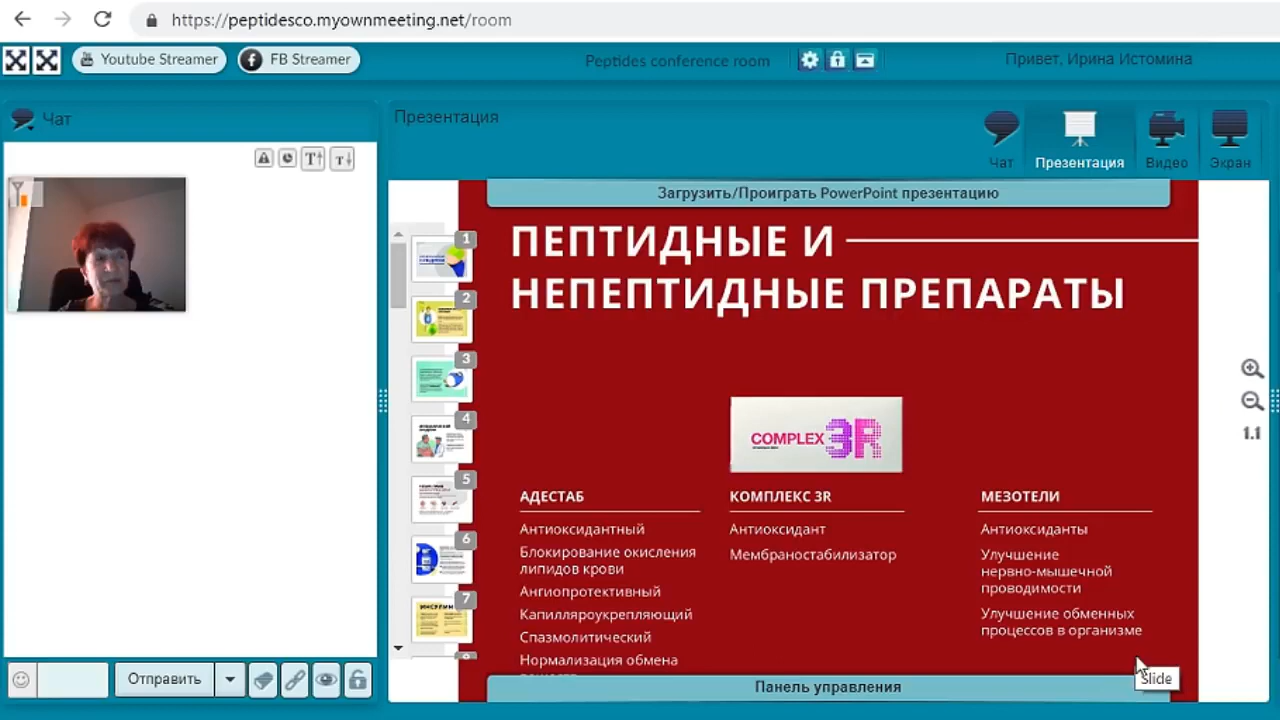 https://peptidesco.myownmeeting.net/room
Youtube Streamer
FB Streamer
Peptides conference room
Привет, Ирина Истомина
Чат
Презентация
Чат
Презентация
Видео
Экран
Загрузить/Проиграть PowerPoint презентацию
1
2
3
4
5
6
7
ИНСУЛИН
ПЕПТИДНЫЕ И
НЕПЕПТИДНЫЕ ПРЕПАРАТЫ
COMPLEX 3R
АДЕСТАБ
Антиоксидантный
Блокирование окисления
липидов крови
Ангиопротективный
Капилляроукрепляющий
Спазмолитический
Нормализация обмена
КОМПЛЕКС 3R
Антиоксидант
Мембраностабилизатор
МЕЗОТЕЛИ
Антиоксиданты
Улучшение
нервно-мышечной
проводимости
Улучшение обменных
процессов в организме
1.1
Отправить
Панель управления
Slide